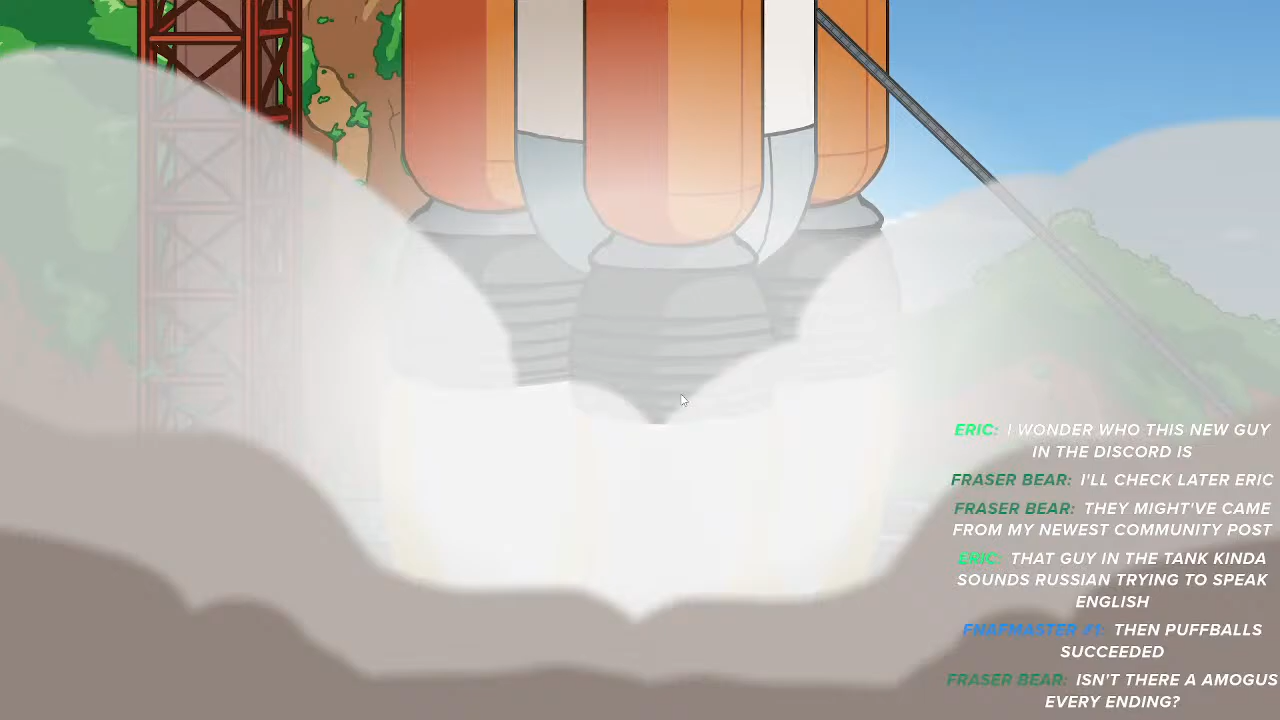 ERIC: I WONDER WHO THIS NEW GUY
IN THE DISCORD IS
FRASER BEAR: I'LL CHECK LATER ERIC
FRASER BEAR: THEY MIGHT'VE CAME
FROM MY NEWEST COMMUNITY POST
ERIC: THAT GUY IN THE TANK KINDA
SOUNDS RUSSIAN TRYING TO SPEAK
ENGLISH
FNAFMASTER #1: THEN PUFFBALLS
SUCCEEDED
FRASER BEAR: ISN'T THERE A AMOGUS
EVERY ENDING?